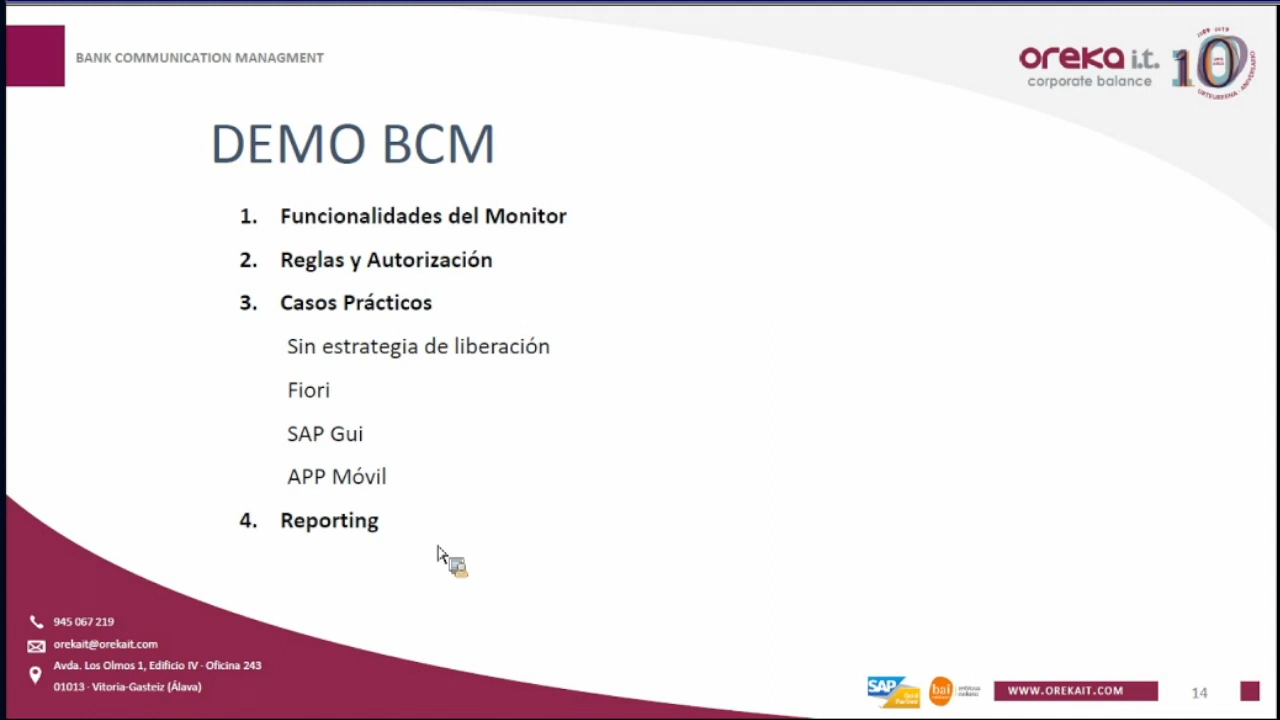 BANK COMMUNICATION MANAGMENT
oreka i.t.
corporate balance
10
DEMO BCM
1. Funcionalidades del Monitor
2. Reglas y Autorización
3. Casos Prácticos
Sin estrategia de liberación
Fiori
SAP Gui
APP Móvil
4. Reporting
945 067 219
orekait@orekait.com
Avda. Los Olmos 1, Edificio IV · Oficina 243
01013 · Vitoria-Gasteiz (Álava)
SAP
bai
WWW.OREKAIT.COM
14